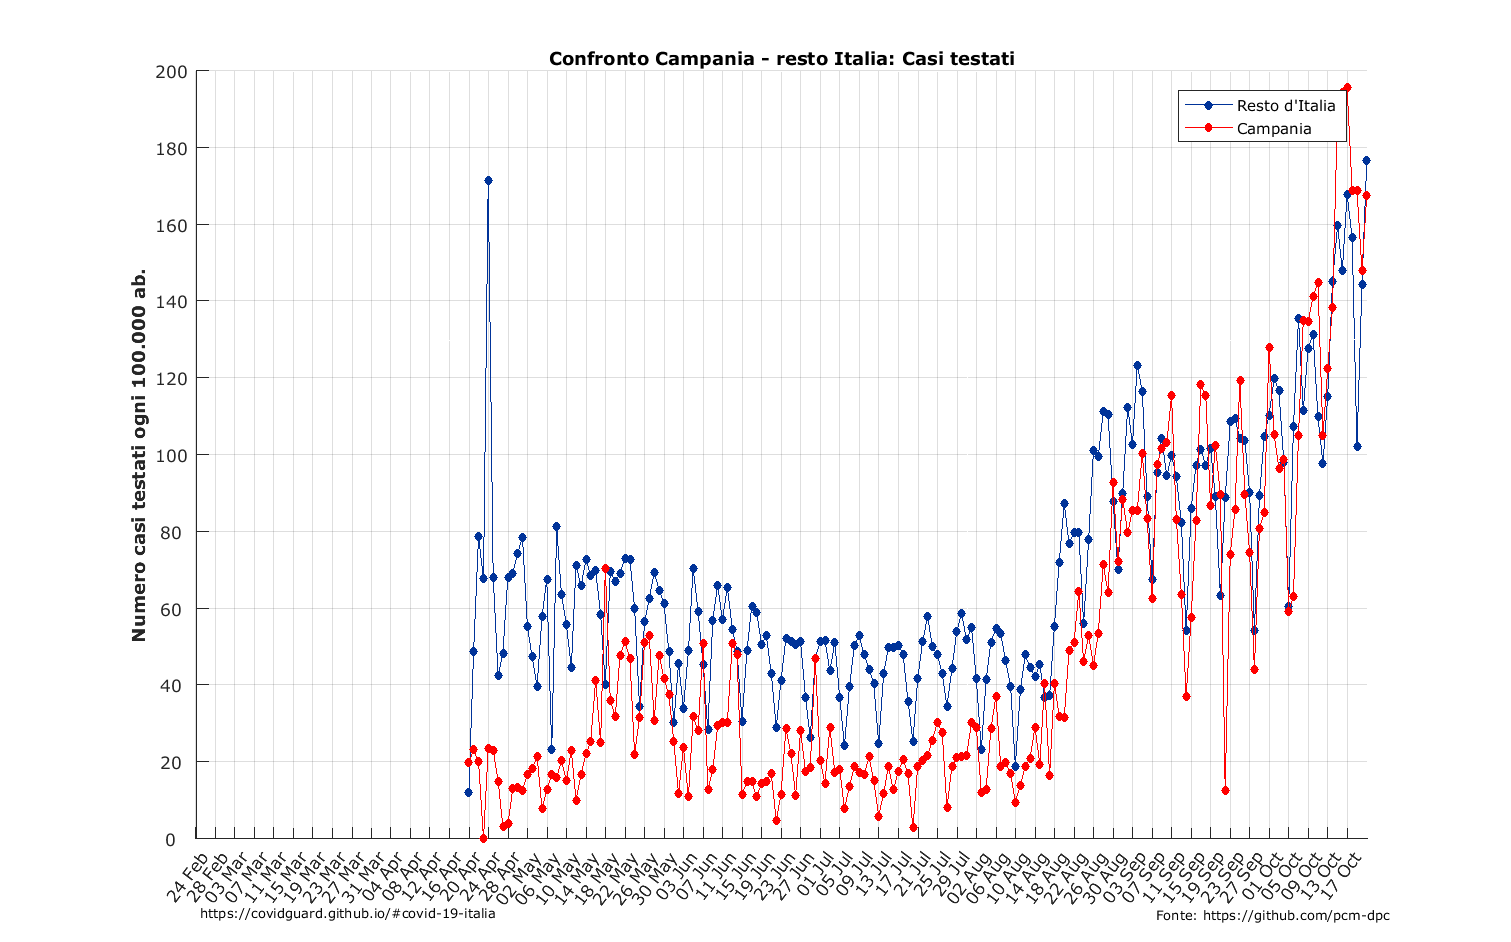 Confronto Campania - resto Italia: Casi testati
Resto d'Italia
Campania
Numero casi testati ogni 100.000 ab.
200
180
160
140
120
100
80
60
40
20
0
24 Feb
28 Feb
03 Mar
07 Mar
11 Mar
15 Mar
19 Mar
23 Mar
27 Mar
31 Mar
04 Apr
08 Apr
12 Apr
16 Apr
20 Apr
24 Apr
28 Apr
02 May
06 May
10 May
14 May
18 May
22 May
26 May
30 May
03 Jun
07 Jun
11 Jun
15 Jun
19 Jun
23 Jun
27 Jun
01 Jul
05 Jul
09 Jul
13 Jul
17 Jul
21 Jul
25 Jul
29 Jul
02 Aug
06 Aug
10 Aug
14 Aug
18 Aug
22 Aug
26 Aug
30 Aug
03 Sep
07 Sep
11 Sep
15 Sep
19 Sep
23 Sep
27 Sep
01 Oct
05 Oct
09 Oct
13 Oct
17 Oct
https://covidguard.github.io/#covid-19-italia
Fonte: https://github.com/pcm-dpc